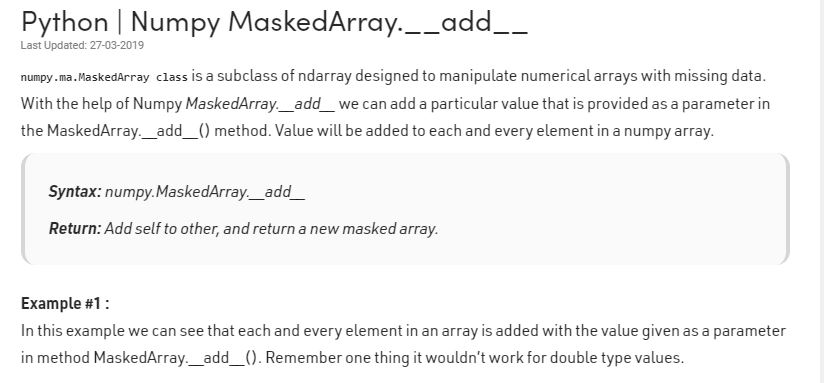 Python | Numpy MaskedArray.__add__
Last Updated: 27-03-2019
numpy.ma.MaskedArray class is a subclass of ndarray designed to manipulate numerical arrays with missing data.
With the help of Numpy MaskedArray.__add__ we can add a particular value that is provided as a parameter in
the MaskedArray.__add__() method. Value will be added to each and every element in a numpy array.
Syntax: numpy.MaskedArray.__add__
Return: Add self to other, and return a new masked array.
Example #1 :
In this example we can see that each and every element in an array is added with the value given as a parameter
in method MaskedArray.__add__(). Remember one thing it wouldn't work for double type values.